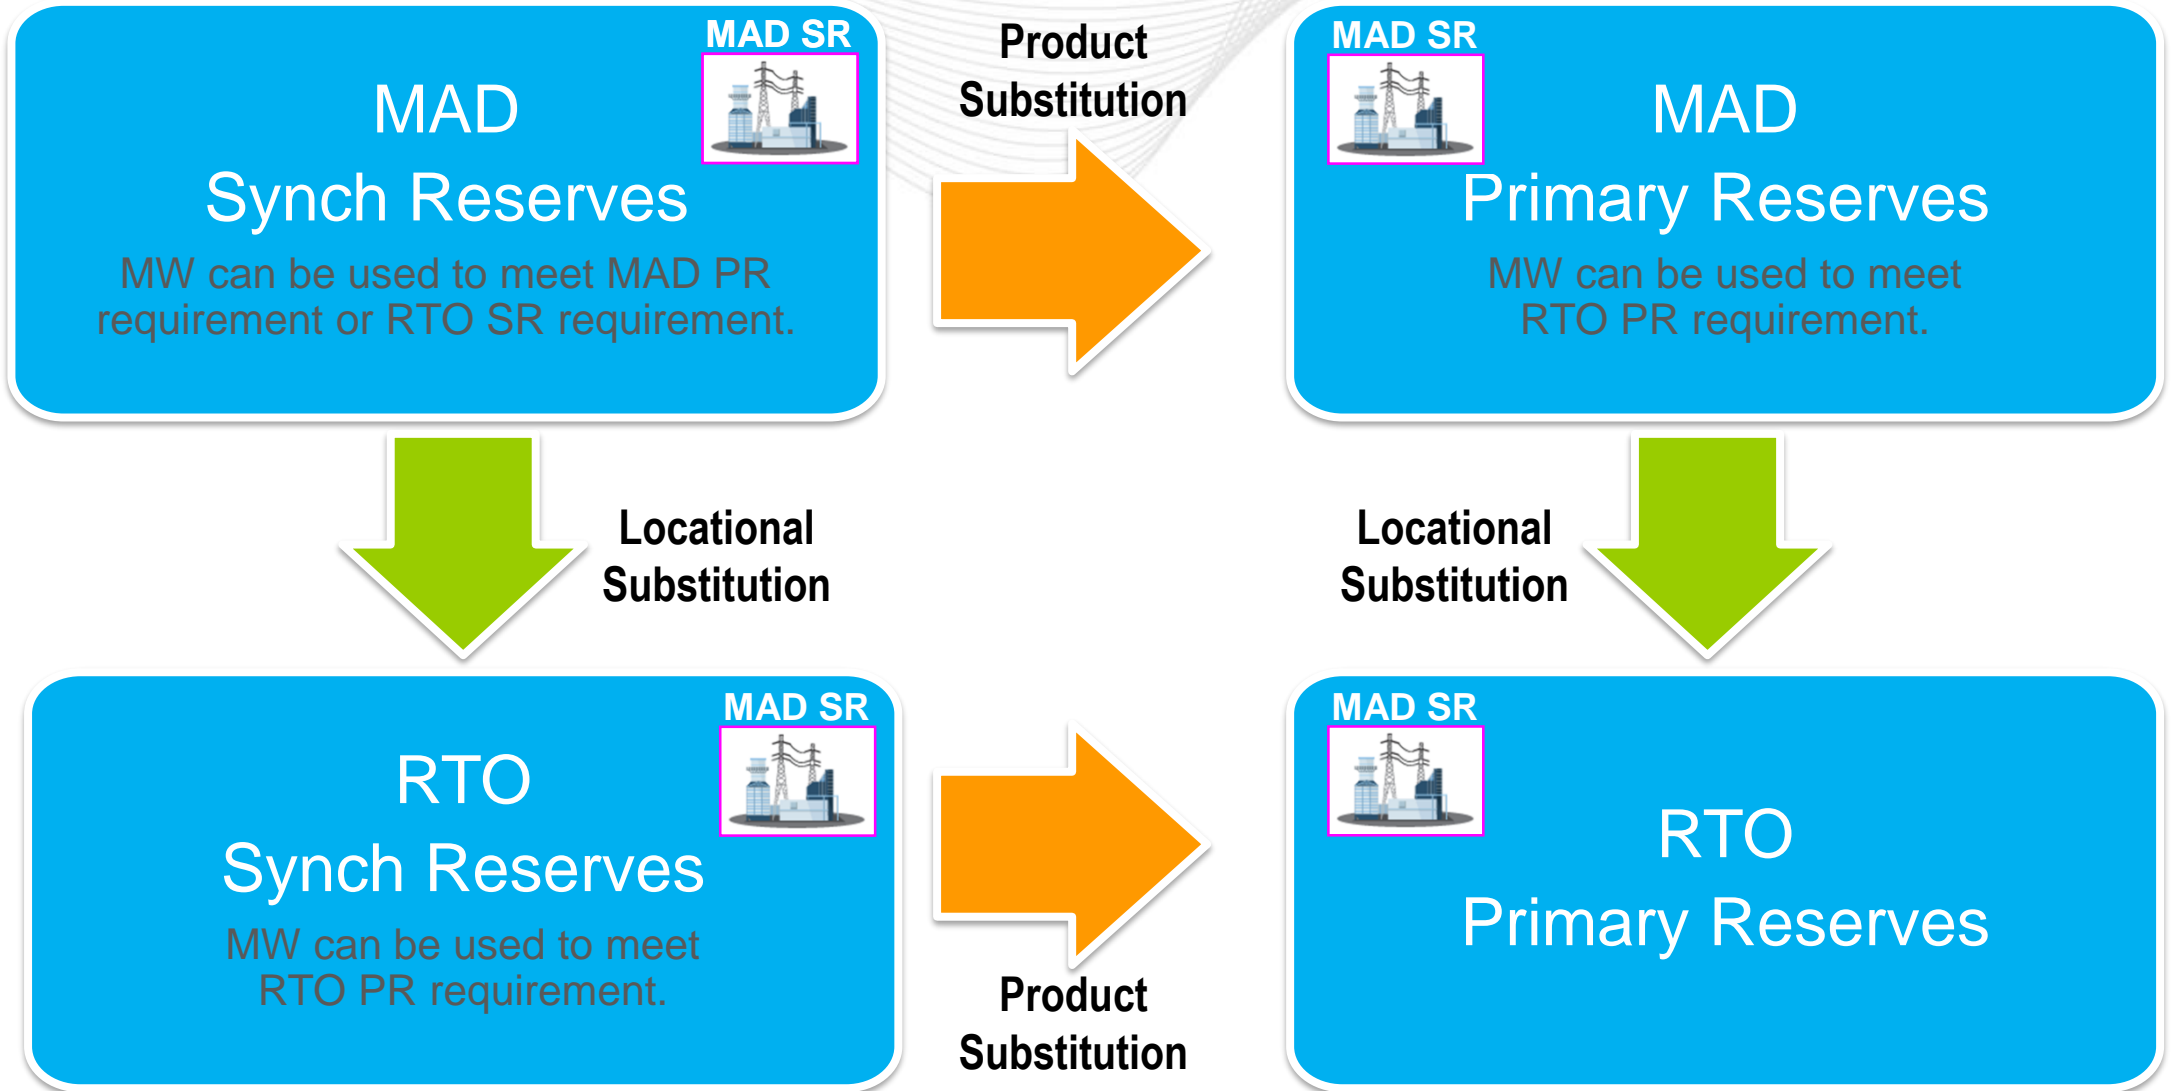 MAD SR
MAD
Synch Reserves
MW can be used to meet MAD PR
requirement or RTO SR requirement.
Product
Substitution
MAD SR
MAD
Primary Reserves
MW can be used to meet
RTO PR requirement.
Locational
Substitution
Locational
Substitution
MAD SR
RTO
Synch Reserves
MW can be used to meet
RTO PR requirement.
Product
Substitution
MAD SR
RTO
Primary Reserves